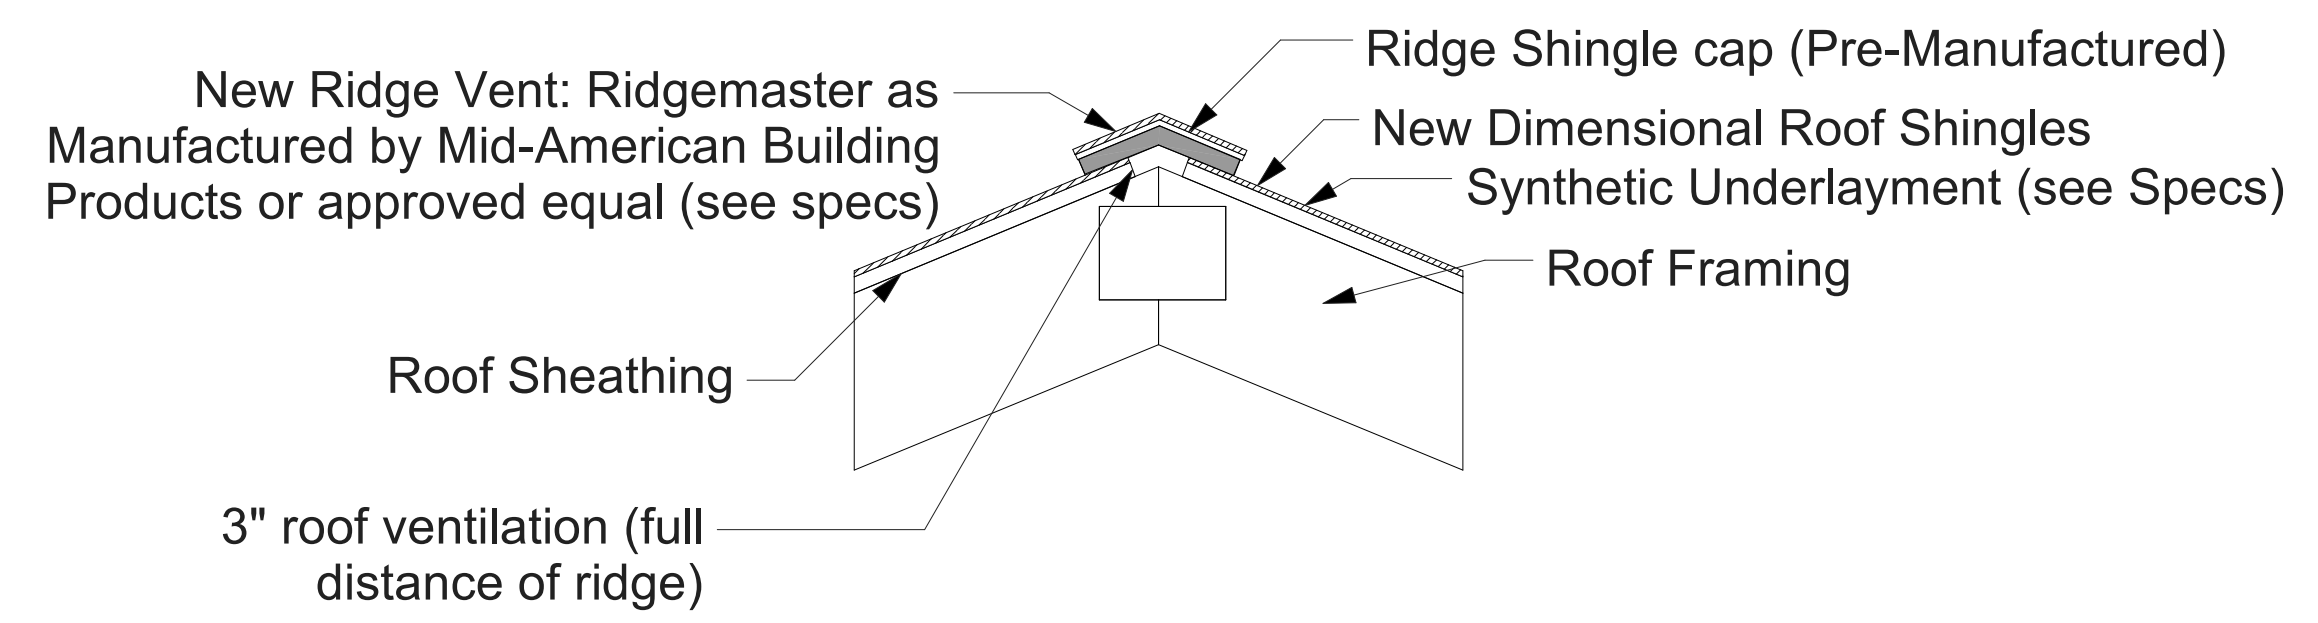 New Ridge Vent: Ridgemaster as
Manufactured by Mid-American Building
Products or approved equal (see specs)
Ridge Shingle cap (Pre-Manufactured)
New Dimensional Roof Shingles
Synthetic Underlayment (see Specs)
Roof Framing
Roof Sheathing
3" roof ventilation (full
distance of ridge)